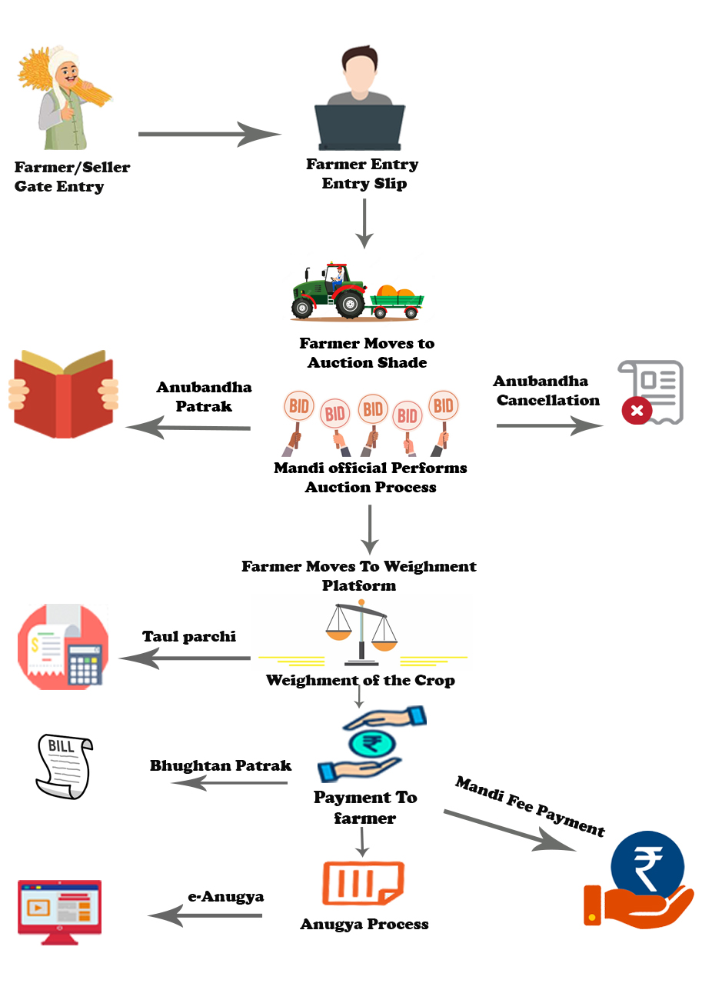 Farmer/Seller
Gate Entry
Farmer Entry
Entry Slip
Farmer Moves to
Auction Shade
Anubandha
Patrak
BID
BID
BID
BID
BID
Anubandha
Cancellation
Mandi official Performs
Auction Process
Farmer Moves To Weighment
Platform
Taul parchi
$
Weighment of the Crop
BILL
Bhughtan Patrak
₹
Payment To
farmer
Mandi Fee Payment
₹
e-Anugya
Anugya Process